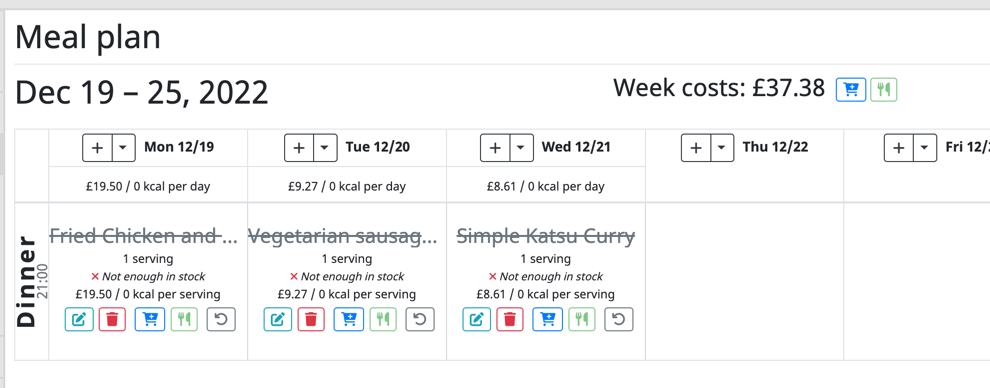 Meal plan
Dec 19 – 25, 2022
Week costs: £37.38
Mon 12/19
Tue 12/20
Wed 12/21
Thu 12/22
Fri 12/
£19.50 / 0 kcal per day
£9.27 / 0 kcal per day
£8.61 / 0 kcal per day
Dinner
21:00
Fried Chicken and ...
1 serving
× Not enough in stock
£19.50 / 0 kcal per serving
Vegetarian sausag...
1 serving
× Not enough in stock
£9.27 / 0 kcal per serving
Simple Katsu Curry
1 serving
× Not enough in stock
£8.61 / 0 kcal per serving